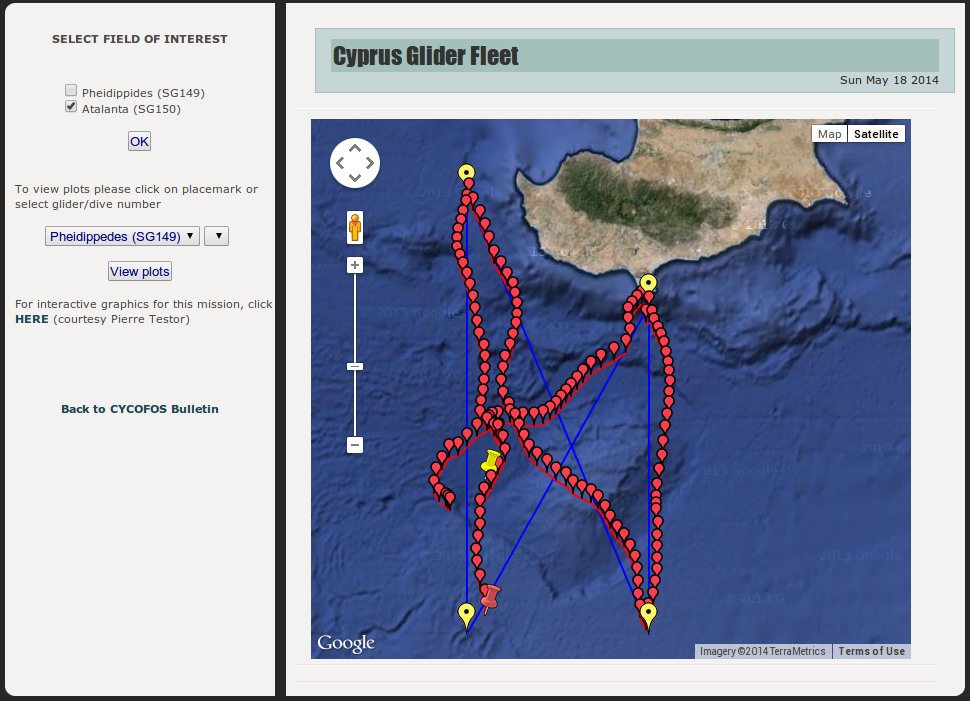 SELECT FIELD OF INTEREST
Pheidippides (SG149)
Atalanta (SG150)
OK
To view plots please click on placemark or
select glider/dive number
Pheidippedes (SG149)
View plots
For interactive graphics for this mission, click
HERE (courtesy Pierre Testor)
Back to CYCOFOS Bulletin
Cyprus Glider Fleet
Sun May 18 2014
Map Satellite
Google
Imagery ©2014 TerraMetrics
Terms of Use